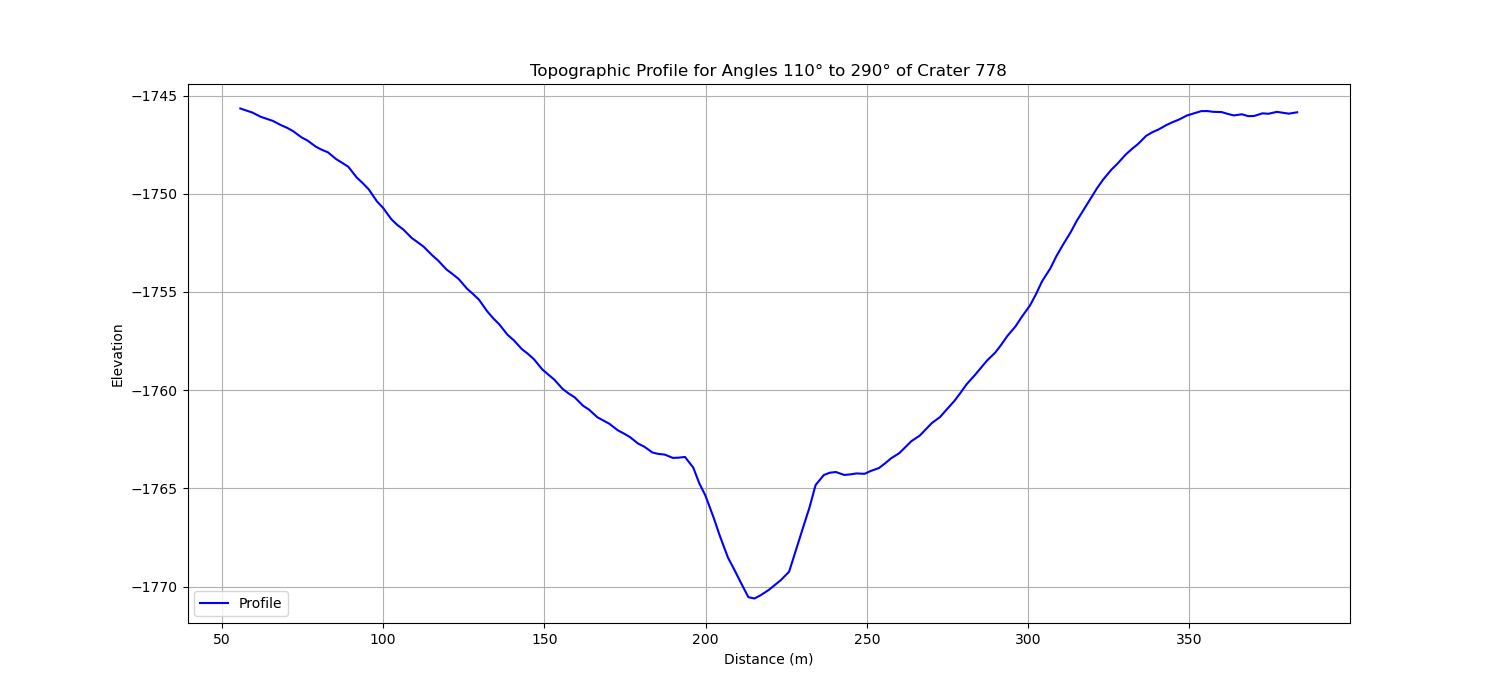 Topographic Profile for Angles 110° to 290° of Crater 778
−1745
−1750
−1755
−1760
−1765
−1770
Elevation
Profile
50 100 150 200 250 300 350
Distance (m)